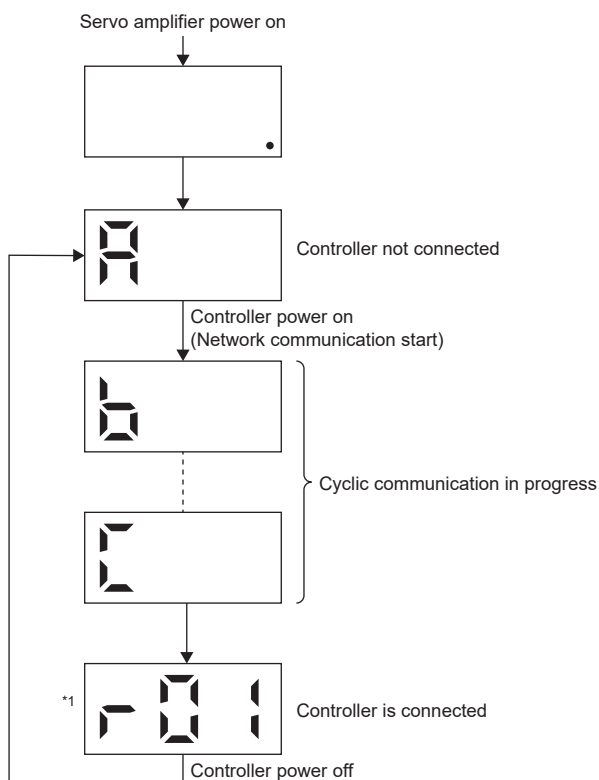 Servo amplifier power on
.
A
Controller not connected
Controller power on
(Network communication start)
b
Cyclic communication in progress
C
*1
r01
Controller is connected
Controller power off